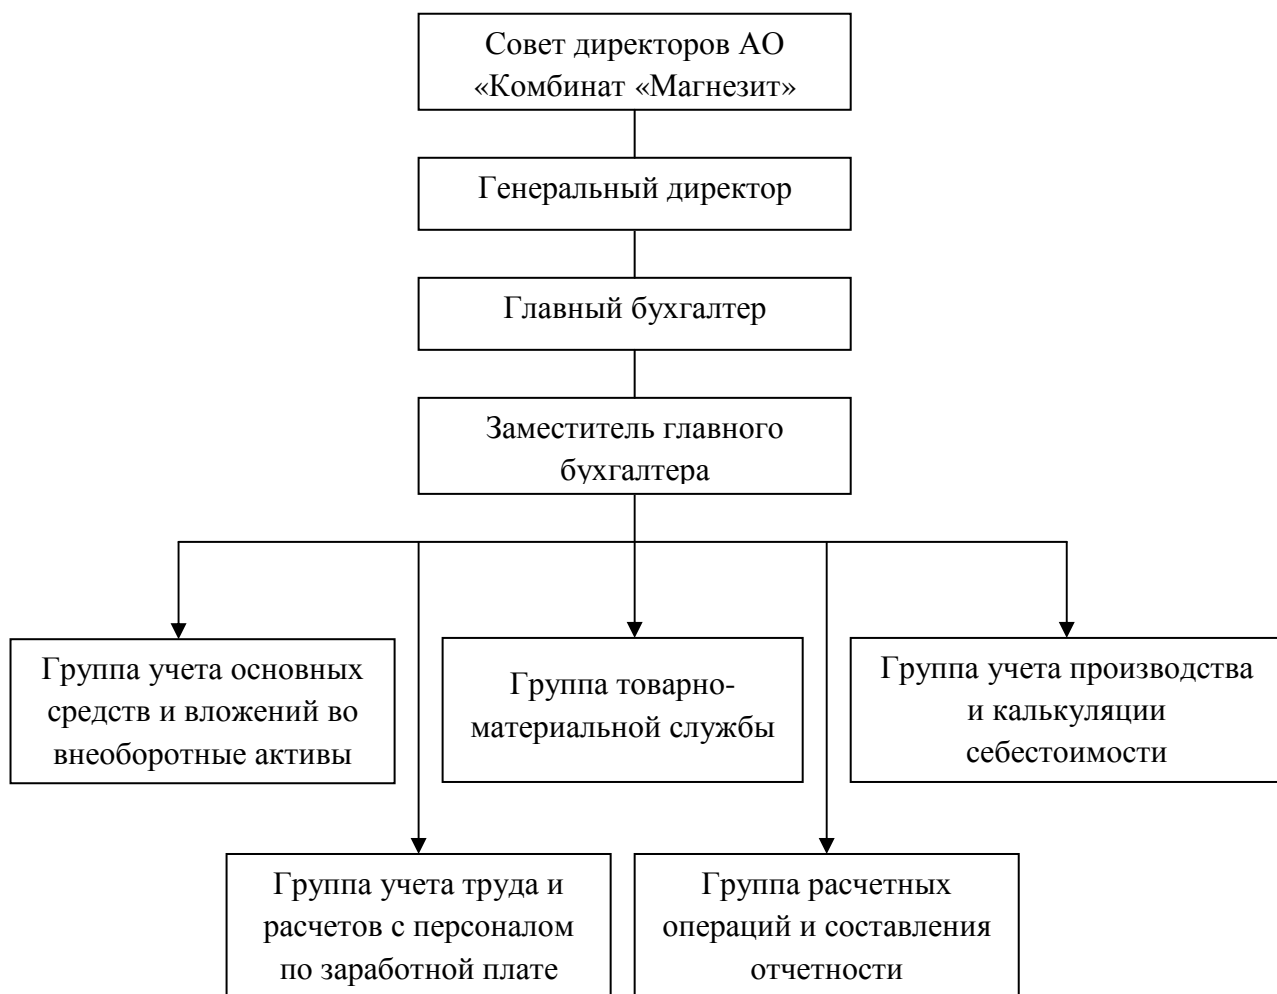 Совет директоров АО
«Комбинат «Магнезит»
Генеральный директор
Главный бухгалтер
Заместитель главного
бухгалтера
Группа учета основных
средств и вложений во
внеоборотные активы
Группа товарно-
материальной службы
Группа учета производства
и калькуляции
себестоимости
Группа учета труда и
расчетов с персоналом
по заработной плате
Группа расчетных
операций и составления
отчетности